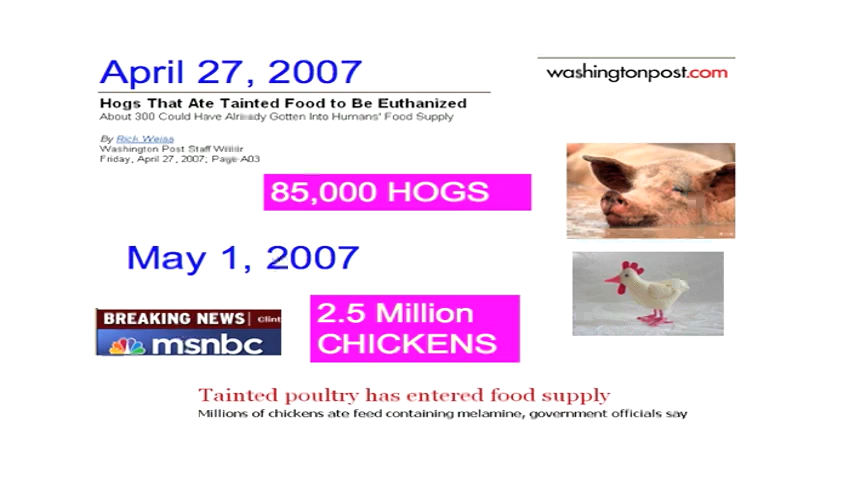 April 27, 2007
washingtonpost.com
Hogs That Ate Tainted Food to Be Euthanized
About 300 Could Have Already Gotten Into Humans' Food Supply
By Rick Weiss
Washington Post Staff
Friday, April 27, 2007; Page A03
85,000 HOGS
May 1, 2007
BREAKING NEWS | Clint
msnbc
2.5 Million
CHICKENS
Tainted poultry has entered food supply
Millions of chickens ate feed containing melamine, government officials say